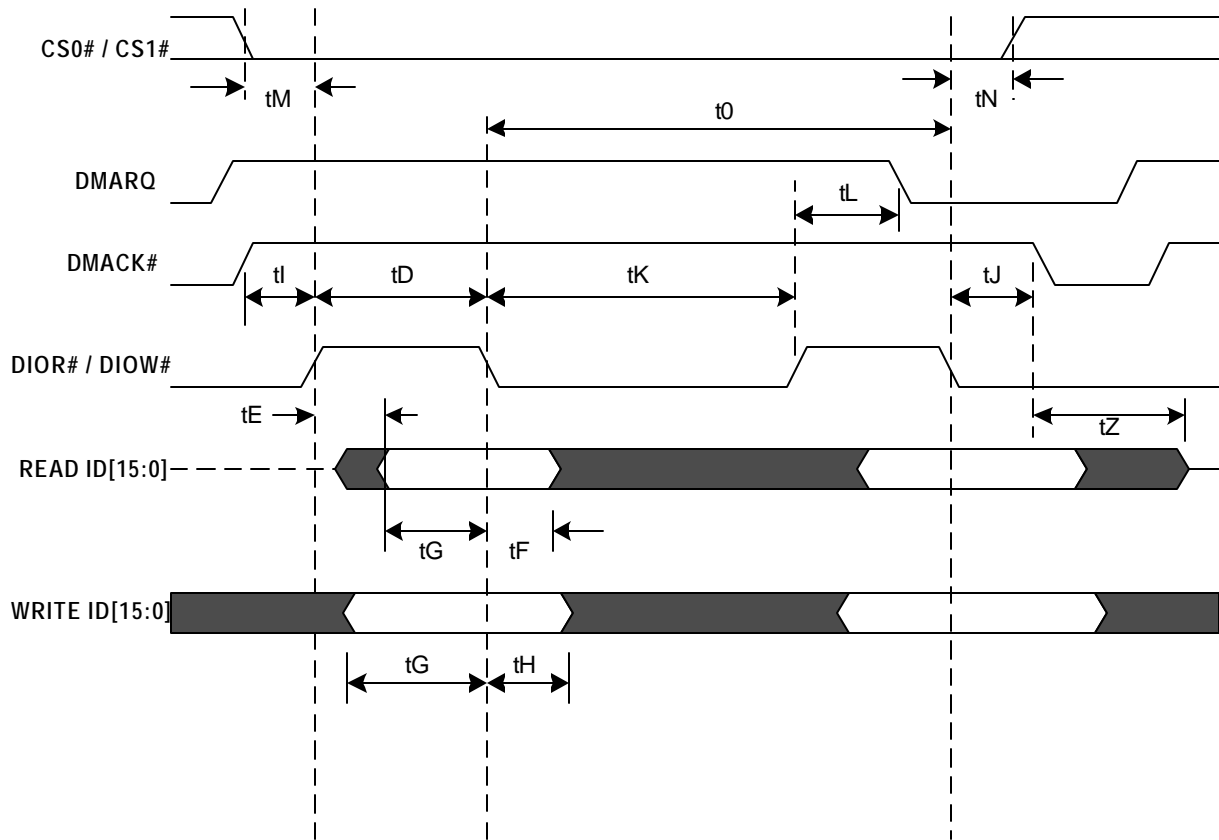 CS0# / CS1#
tM
tN
t0
DMARQ
tL
DMACK#
tI
tD
tK
tJ
DIOR# / DIOW#
tE
tZ
READ ID[15:0]
tG
tF
WRITE ID[15:0]
tG
tH